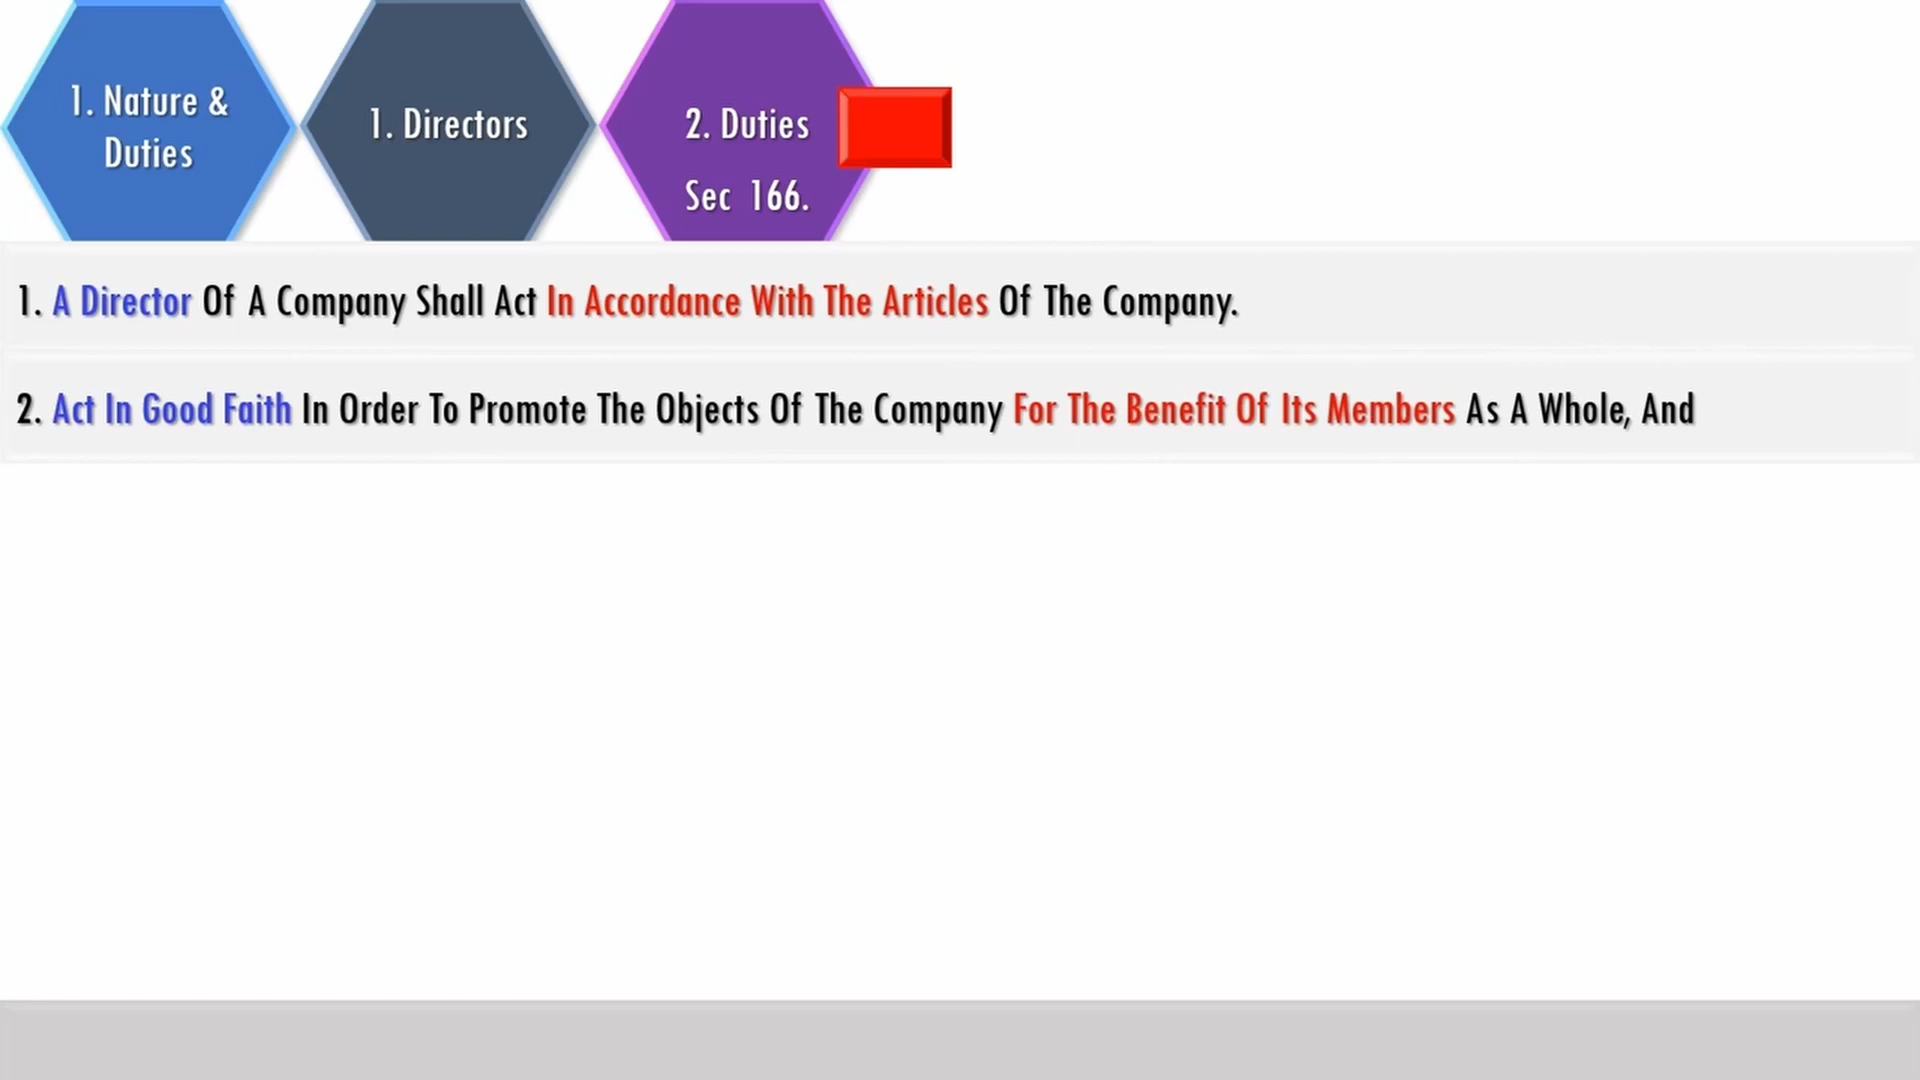 1. Nature &
Duties
1. Directors
2. Duties
Sec 166.
1. A Director Of A Company Shall Act In Accordance With The Articles Of The Company.
2. Act In Good Faith In Order To Promote The Objects Of The Company For The Benefit Of Its Members As A Whole, And